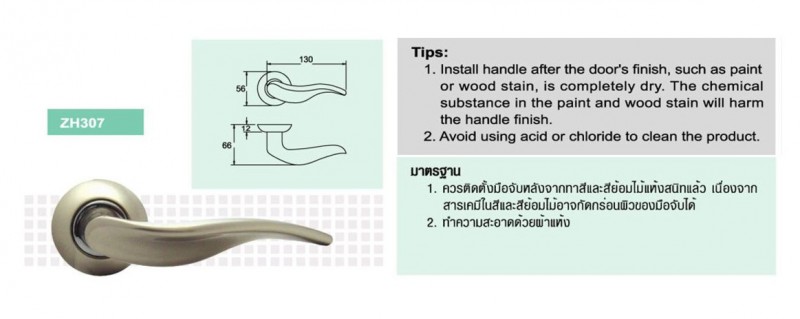 ZH307
130
56
12
66
Tips:
1. Install handle after the door's finish, such as paint
or wood stain, is completely dry. The chemical
substance in the paint and wood stain will harm
the handle finish.
2. Avoid using acid or chloride to clean the product.
มาตรฐาน
1. ควรติดตั้งมือจับหลังจากทาสีและสีย้อมไม้แห้งสนิทแล้ว เนื่องจาก
สารเคมีในสีและสีย้อมไม้อาจกัดกร่อนผิวของมือจับได้
2. ทำความสะอาดด้วยผ้าแห้ง